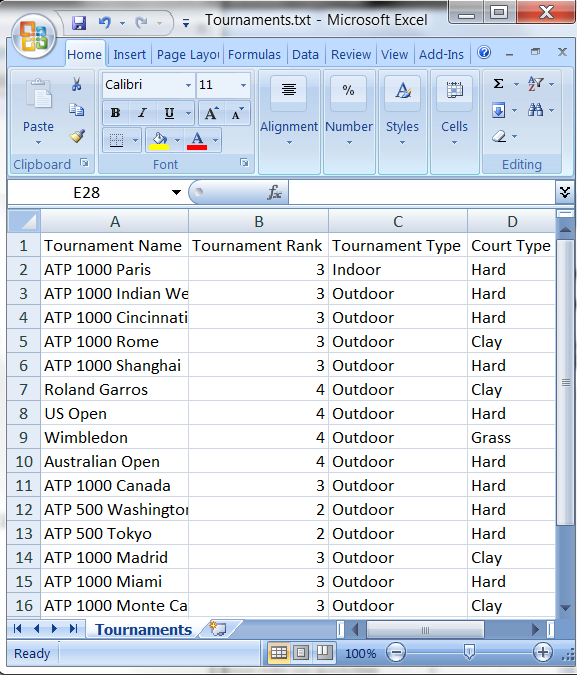 Tournaments.txt - Microsoft Excel
Home Insert Page Layou Formulas Data Review View Add-Ins
Calibri 11 % A Σ A Z
Paste B I U A A Alignment Number Styles Cells
A
Clipboard Font Editing
E28 fx
A B C D
1 Tournament Name Tournament Rank Tournament Type Court Type
2 ATP 1000 Paris 3 Indoor Hard
3 ATP 1000 Indian We 3 Outdoor Hard
4 ATP 1000 Cincinnati 3 Outdoor Hard
5 ATP 1000 Rome 3 Outdoor Clay
6 ATP 1000 Shanghai 3 Outdoor Hard
7 Roland Garros 4 Outdoor Clay
8 US Open 4 Outdoor Hard
9 Wimbledon 4 Outdoor Grass
10 Australian Open 4 Outdoor Hard
11 ATP 1000 Canada 3 Outdoor Hard
12 ATP 500 Washington 2 Outdoor Hard
13 ATP 500 Tokyo 2 Outdoor Hard
14 ATP 1000 Madrid 3 Outdoor Clay
15 ATP 1000 Miami 3 Outdoor Hard
16 ATP 1000 Monte Ca 3 Outdoor Clay
Tournaments
Ready 100%